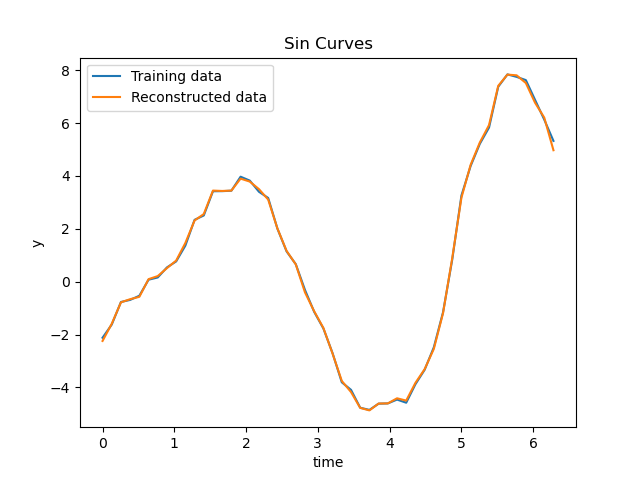 Sin Curves
Training data
Reconstructed data
8
6
4
2
0
−2
−4
y
0 1 2 3 4 5 6
time